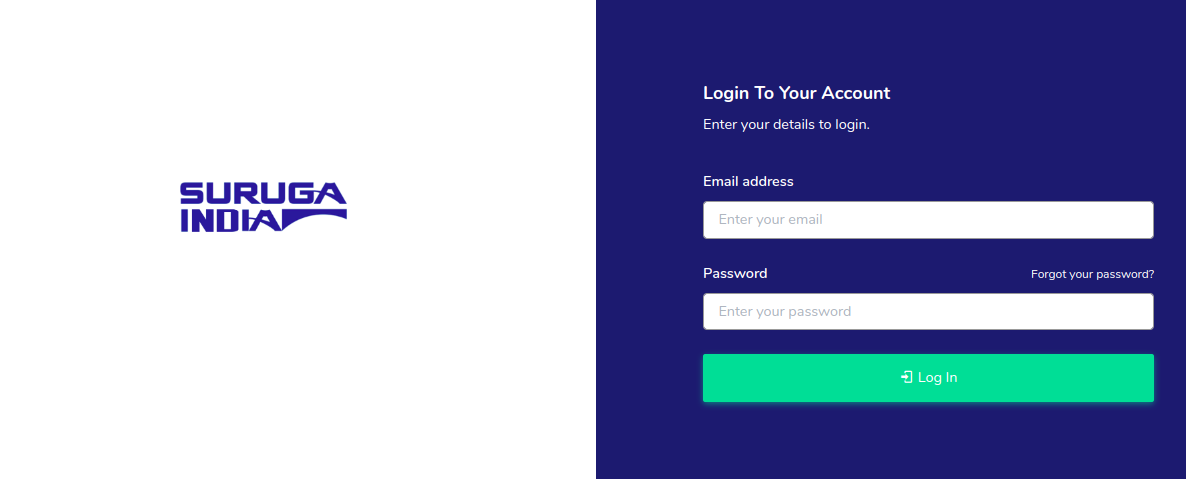 SURUGA
INDIA
Login To Your Account
Enter your details to login.
Email address
Enter your email
Password
Forgot your password?
Enter your password
Log In